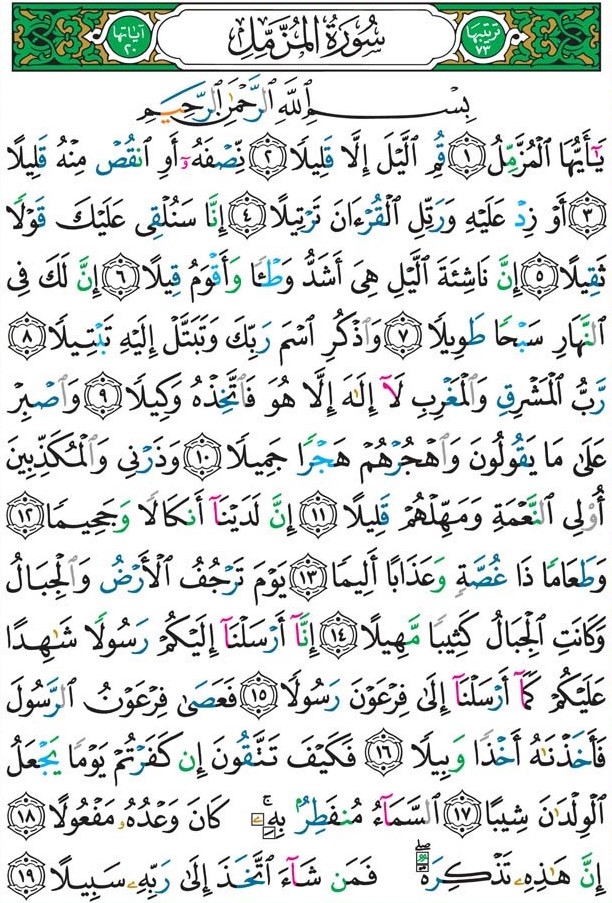 ترتيبها ٧٣ سُورَةُ المُزَّمِّلِ آياتها ٢٠
بِسْمِ ٱللَّهِ ٱلرَّحْمَٰنِ ٱلرَّحِيمِ
يَٰٓأَيُّهَا ٱلْمُزَّمِّلُ ١ قُمِ ٱلَّيْلَ إِلَّا قَلِيلًا ٢ نِّصْفَهُۥٓ أَوِ ٱنقُصْ مِنْهُ قَلِيلًا
٣ أَوْ زِدْ عَلَيْهِ وَرَتِّلِ ٱلْقُرْءَانَ تَرْتِيلًا ٤ إِنَّا سَنُلْقِى عَلَيْكَ قَوْلًا
ثَقِيلًا ٥ إِنَّ نَاشِئَةَ ٱلَّيْلِ هِىَ أَشَدُّ وَطْـًٔا وَأَقْوَمُ قِيلًا ٦ إِنَّ لَكَ فِى
ٱلنَّهَارِ سَبْحًا طَوِيلًا ٧ وَٱذْكُرِ ٱسْمَ رَبِّكَ وَتَبَتَّلْ إِلَيْهِ تَبْتِيلًا ٨
رَّبُّ ٱلْمَشْرِقِ وَٱلْمَغْرِبِ لَآ إِلَٰهَ إِلَّا هُوَ فَٱتَّخِذْهُ وَكِيلًا ٩ وَٱصْبِرْ
عَلَىٰ مَا يَقُولُونَ وَٱهْجُرْهُمْ هَجْرًا جَمِيلًا ١٠ وَذَرْنِى وَٱلْمُكَذِّبِينَ
أُو۟لِى ٱلنَّعْمَةِ وَمَهِّلْهُمْ قَلِيلًا ١١ إِنَّ لَدَيْنَآ أَنكَالًا وَجَحِيمًا ١٢
وَطَعَامًا ذَا غُصَّةٍ وَعَذَابًا أَلِيمًا ١٣ يَوْمَ تَرْجُفُ ٱلْأَرْضُ وَٱلْجِبَالُ
وَكَانَتِ ٱلْجِبَالُ كَثِيبًا مَّهِيلًا ١٤ إِنَّآ أَرْسَلْنَآ إِلَيْكُمْ رَسُولًا شَٰهِدًا
عَلَيْكُمْ كَمَآ أَرْسَلْنَآ إِلَىٰ فِرْعَوْنَ رَسُولًا ١٥ فَعَصَىٰ فِرْعَوْنُ ٱلرَّسُولَ
فَأَخَذْنَٰهُ أَخْذًا وَبِيلًا ١٦ فَكَيْفَ تَتَّقُونَ إِن كَفَرْتُمْ يَوْمًا يَجْعَلُ
ٱلْوِلْدَٰنَ شِيبًا ١٧ ٱلسَّمَآءُ مُنفَطِرٌۢ بِهِۦ ۚ كَانَ وَعْدُهُۥ مَفْعُولًا ١٨
إِنَّ هَٰذِهِۦ تَذْكِرَةٌ ۖ فَمَن شَآءَ ٱتَّخَذَ إِلَىٰ رَبِّهِۦ سَبِيلًا ١٩